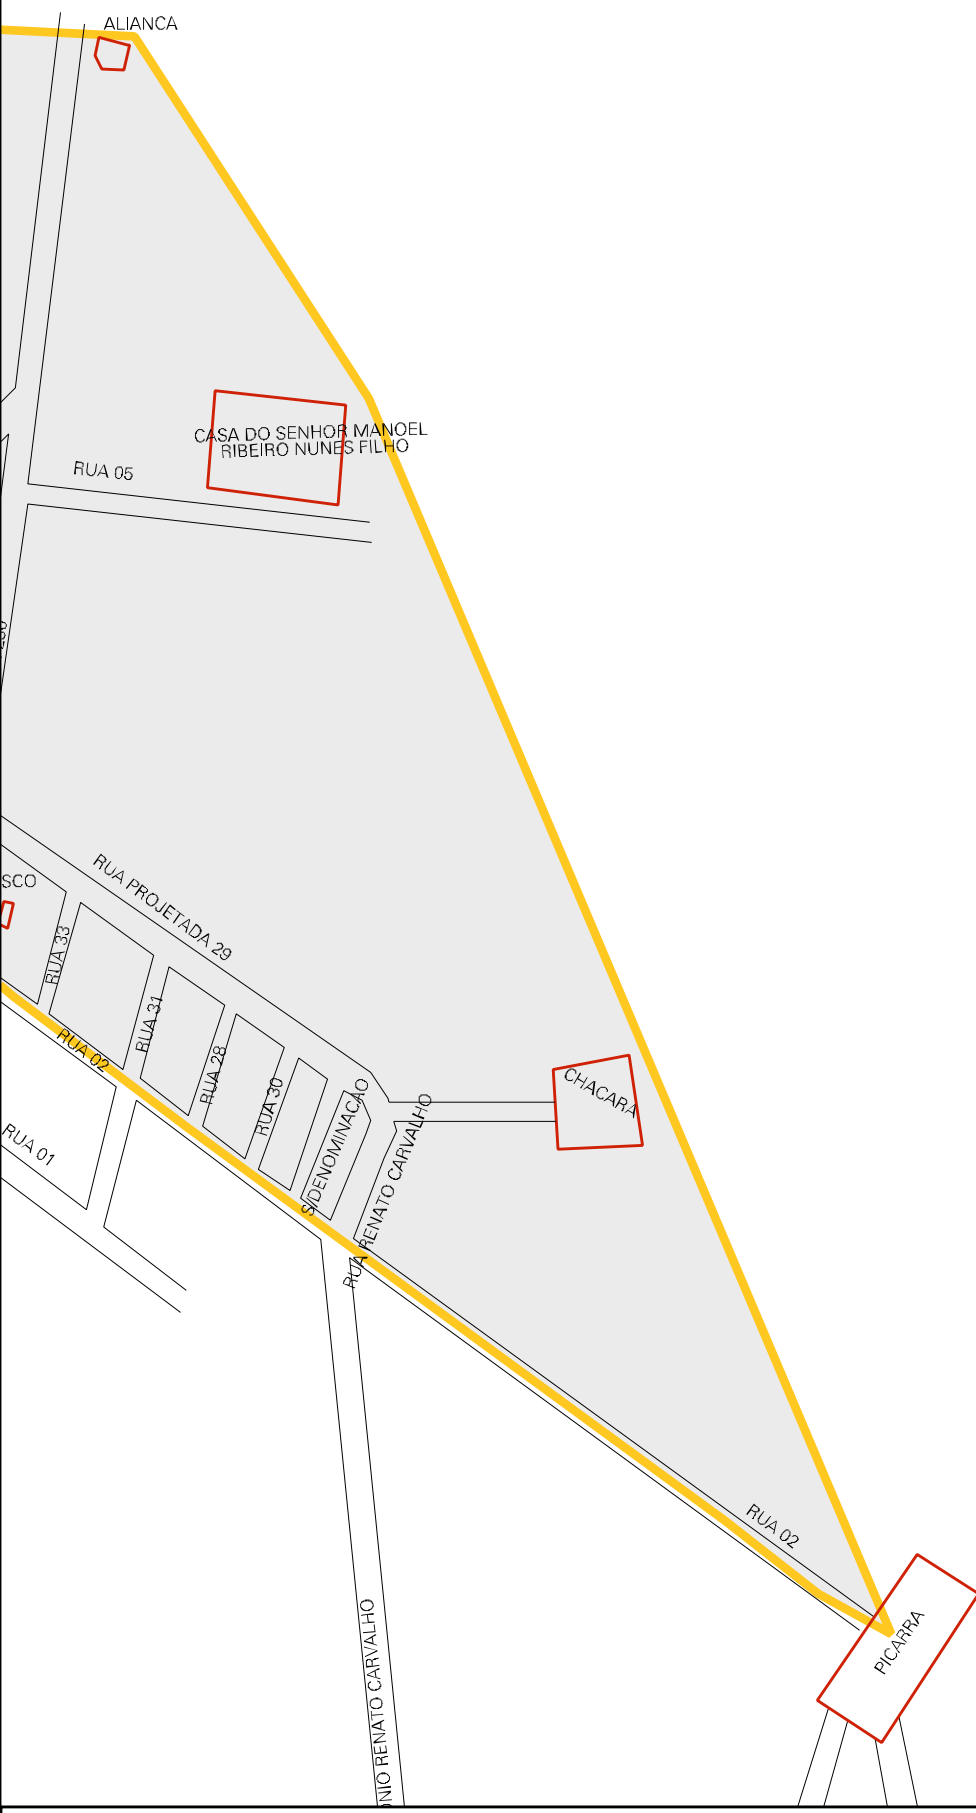 ALIANCA
CASA DO SENHOR MANOEL
RIBEIRO NUNES FILHO
RUA 05
RUA PROJETADA 29
SCO
RUA 33
RUA 31
RUA 02
RUA 28
RUA 30
S/DENOMINACAO
CHACARA
RUA RENATO CARVALHO
RUA 01
RUA 02
PICARRA
NIO RENATO CARVALHO